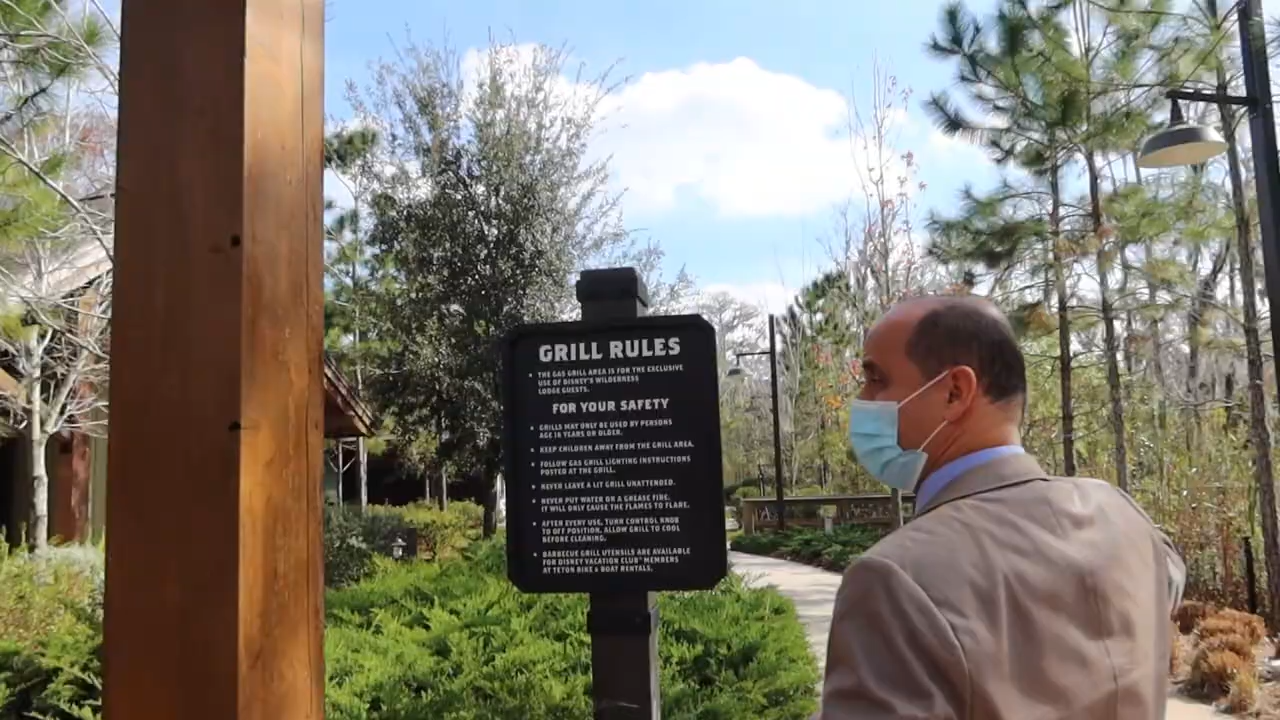 GRILL RULES
• THE GAS GRILL AREA IS FOR THE EXCLUSIVE
USE OF DISNEY'S WILDERNESS
LODGE GUESTS.
FOR YOUR SAFETY
• GRILLS MAY ONLY BE USED BY PERSONS
AGE 18 YEARS OR OLDER.
• KEEP CHILDREN AWAY FROM THE GRILL AREA.
• FOLLOW GAS GRILL LIGHTING INSTRUCTIONS
POSTED AT THE GRILL.
• NEVER LEAVE A LIT GRILL UNATTENDED.
• NEVER PUT WATER ON A GREASE FIRE.
IT WILL ONLY CAUSE THE FLAMES TO FLARE.
• AFTER EVERY USE, TURN CONTROL KNOB
TO OFF POSITION. ALLOW GRILL TO COOL
BEFORE CLEANING.
• BARBECUE GRILL UTENSILS ARE AVAILABLE
FOR DISNEY VACATION CLUB® MEMBERS
AT TETON BIKE & BOAT RENTALS.